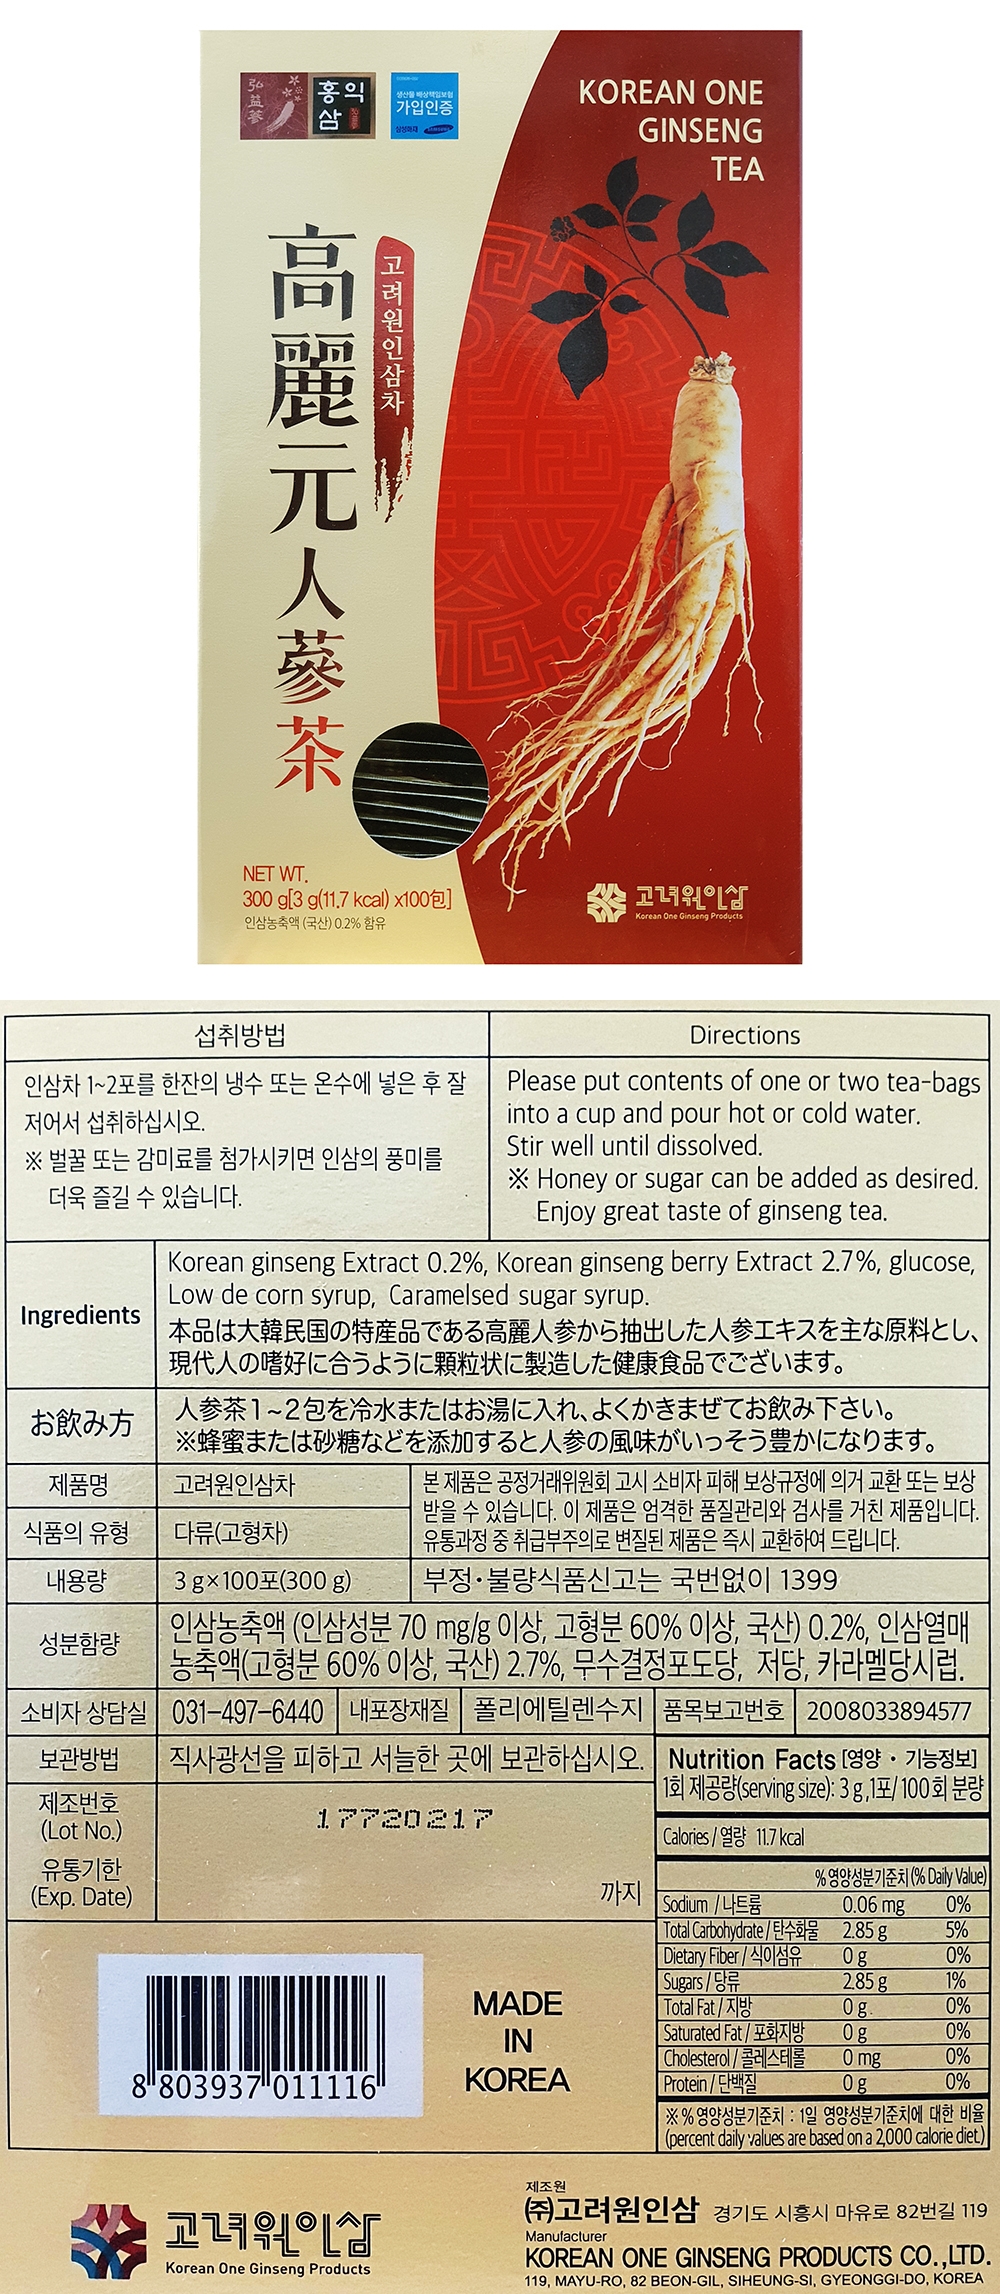 弘益蔘
홍익
삼
생산물 배상책임보험
가입인증
삼성화재 SAMSUNG
KOREAN ONE
GINSENG
TEA
高麗元人蔘茶
고려원인삼차
NET WT.
300 g[3 g(11.7 kcal) x100包]
인삼농축액 (국산) 0.2% 함유
고려원인삼
Korean One Ginseng Products
섭취방법
인삼차 1~2포를 한잔의 냉수 또는 온수에 넣은 후 잘
저어서 섭취하십시오.
※ 벌꿀 또는 감미료를 첨가시키면 인삼의 풍미를
더욱 즐길 수 있습니다.
Directions
Please put contents of one or two tea-bags
into a cup and pour hot or cold water.
Stir well until dissolved.
※ Honey or sugar can be added as desired.
Enjoy great taste of ginseng tea.
Ingredients
Korean ginseng Extract 0.2%, Korean ginseng berry Extract 2.7%, glucose,
Low de corn syrup, Caramelsed sugar syrup.
本品は大韓民国の特産品である高麗人参から抽出した人参エキスを主な原料とし、
現代人の嗜好に合うように顆粒状に製造した健康食品でございます。
お飲み方
人参茶1~2包を冷水またはお湯に入れ、よくかきまぜてお飲み下さい。
※蜂蜜または砂糖などを添加すると人参の風味がいっそう豊かになります。
제품명 고려원인삼차
식품의 유형 다류(고형차)
본 제품은 공정거래위원회 고시 소비자 피해 보상규정에 의거 교환 또는 보상
받을 수 있습니다. 이 제품은 엄격한 품질관리와 검사를 거친 제품입니다.
유통과정 중 취급부주의로 변질된 제품은 즉시 교환하여 드립니다.
내용량 3 g×100포(300 g) 부정·불량식품신고는 국번없이 1399
성분함량
인삼농축액 (인삼성분 70 mg/g 이상, 고형분 60% 이상, 국산) 0.2%, 인삼열매
농축액(고형분 60% 이상, 국산) 2.7%, 무수결정포도당, 저당, 카라멜당시럽.
소비자 상담실 031-497-6440 내포장재질 폴리에틸렌수지 품목보고번호 2008033894577
보관방법 직사광선을 피하고 서늘한 곳에 보관하십시오.
제조번호
(Lot No.)
유통기한
(Exp. Date)
17720217
까지
Nutrition Facts [영양 · 기능정보]
1회 제공량(serving size): 3 g,1포/ 100회 분량
Calories / 열량 11.7 kcal
% 영양성분기준치 (% Daily Value)
Sodium / 나트륨 0.06 mg 0%
Total Carbohydrate / 탄수화물 2.85 g 5%
Dietary Fiber / 식이섬유 0 g 0%
Sugars / 당류 2.85 g 1%
Total Fat / 지방 0 g 0%
Saturated Fat / 포화지방 0 g 0%
Cholesterol / 콜레스테롤 0 mg 0%
Protein / 단백질 0 g 0%
※ % 영양성분기준치 : 1일 영양성분기준치에 대한 비율
(percent daily values are based on a 2,000 calorie diet.)
8 803937 011116
MADE
IN
KOREA
고려원인삼
Korean One Ginseng Products
제조원
㈜고려원인삼 경기도 시흥시 마유로 82번길 119
Manufacturer
KOREAN ONE GINSENG PRODUCTS CO.,LTD.
119, MAYU-RO, 82 BEON-GIL, SIHEUNG-SI, GYEONGGI-DO, KOREA